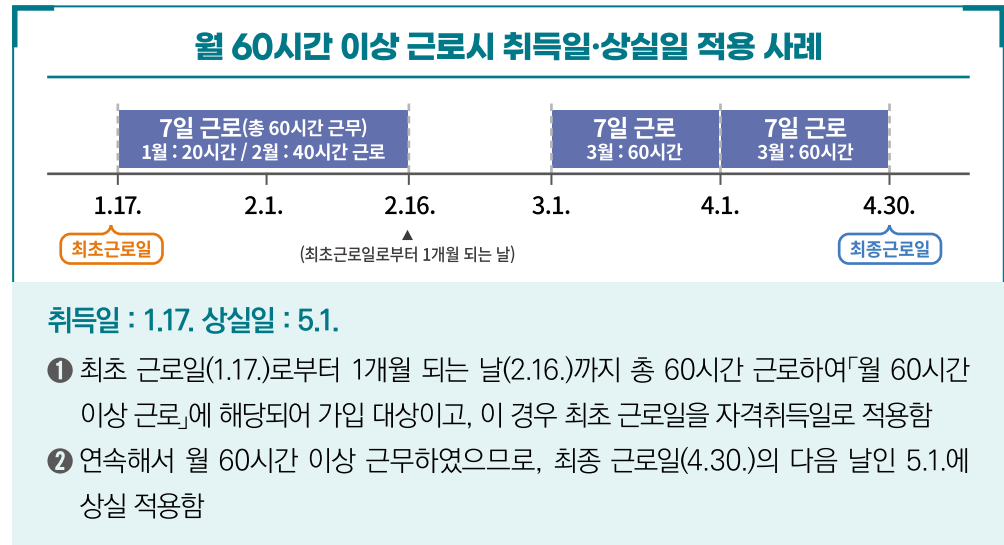 월 60시간 이상 근로시 취득일·상실일 적용 사례
7일 근로(총 60시간 근무)
1월 : 20시간 / 2월 : 40시간 근로
7일 근로
3월 : 60시간
7일 근로
3월 : 60시간
1.17. 2.1. 2.16. 3.1. 4.1. 4.30.
최초근로일
▲
(최초근로일로부터 1개월 되는 날)
최종근로일
취득일 : 1.17. 상실일 : 5.1.
❶ 최초 근로일(1.17.)로부터 1개월 되는 날(2.16.)까지 총 60시간 근로하여「월 60시간
이상 근로」에 해당되어 가입 대상이고, 이 경우 최초 근로일을 자격취득일로 적용함
❷ 연속해서 월 60시간 이상 근무하였으므로, 최종 근로일(4.30.)의 다음 날인 5.1.에
상실 적용함